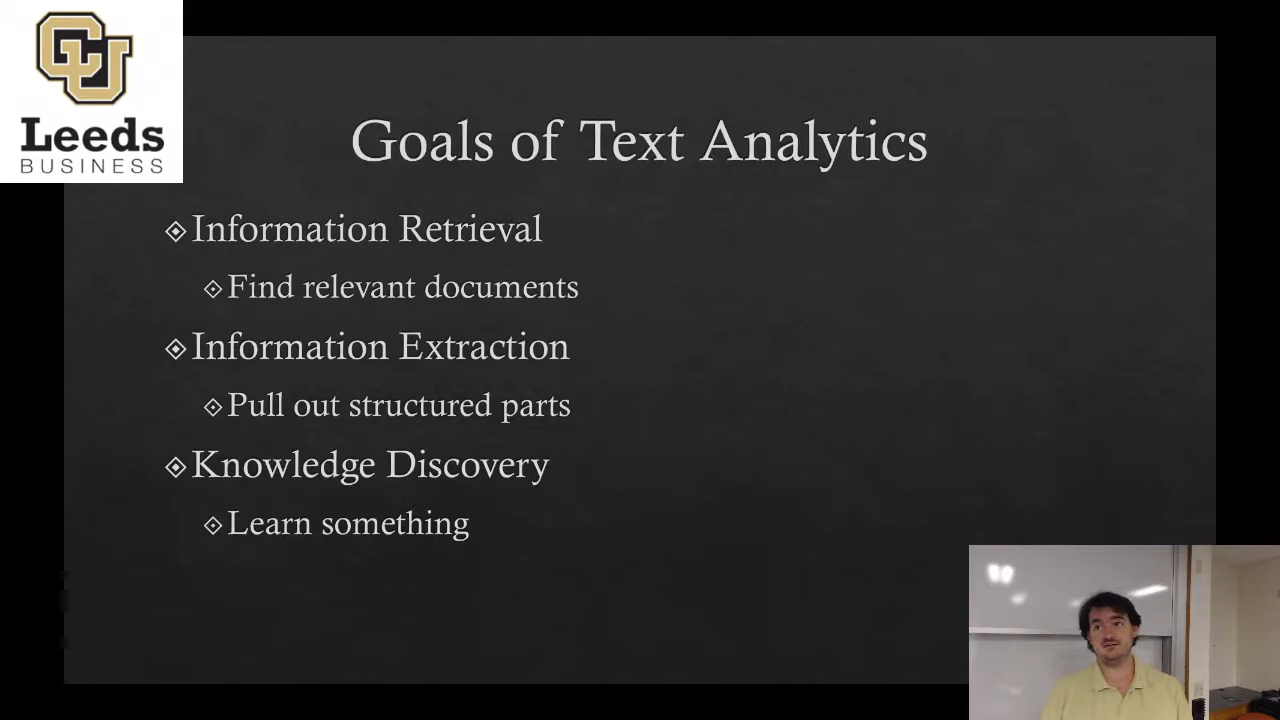 CU
Leeds
BUSINESS
Goals of Text Analytics
Information Retrieval
Find relevant documents
Information Extraction
Pull out structured parts
Knowledge Discovery
Learn something